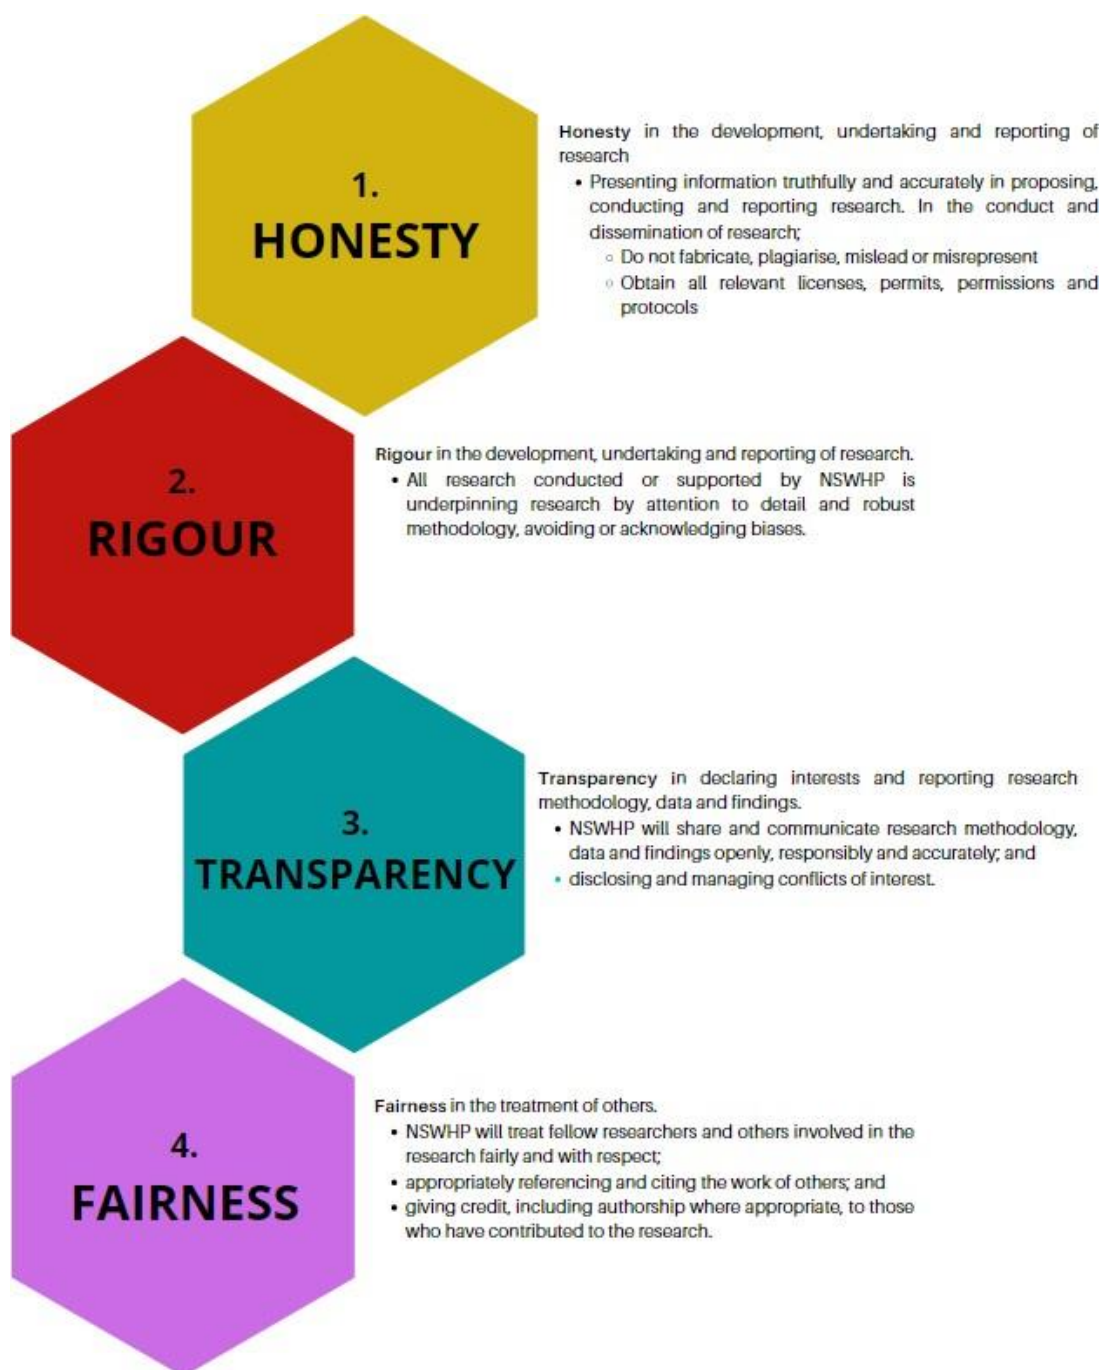 1.
HONESTY
Honesty in the development, undertaking and reporting of
research
• Presenting information truthfully and accurately in proposing,
conducting and reporting research. In the conduct and
dissemination of research;
◦ Do not fabricate, plagiarise, mislead or misrepresent
◦ Obtain all relevant licenses, permits, permissions and
protocols
2.
RIGOUR
Rigour in the development, undertaking and reporting of research.
• All research conducted or supported by NSWHP is
underpinning research by attention to detail and robust
methodology, avoiding or acknowledging biases.
3.
TRANSPARENCY
Transparency in declaring interests and reporting research
methodology, data and findings.
• NSWHP will share and communicate research methodology,
data and findings openly, responsibly and accurately; and
• disclosing and managing conflicts of interest.
4.
FAIRNESS
Fairness in the treatment of others.
• NSWHP will treat fellow researchers and others involved in the
research fairly and with respect;
• appropriately referencing and citing the work of others; and
• giving credit, including authorship where appropriate, to those
who have contributed to the research.